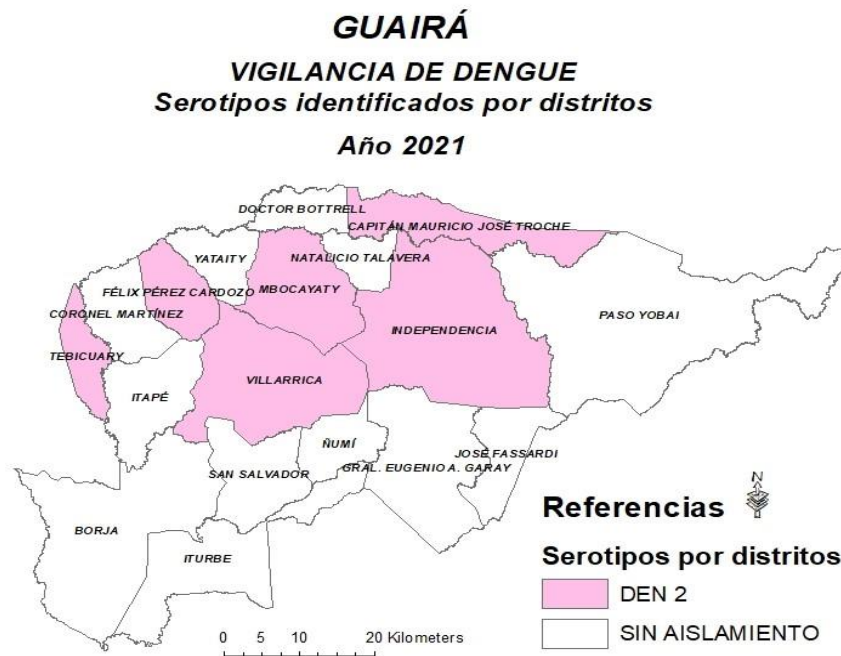 GUAIRÁ
VIGILANCIA DE DENGUE
Serotipos identificados por distritos
Año 2021
DOCTOR BOTTRELL
CAPITÁN MAURICIO JOSÉ TROCHE
YATAITY
NATALICIO TALAVERA
FÉLIX PÉREZ CARDOZO
MBOCAYATY
CORONEL MARTÍNEZ
PASO YOBAI
INDEPENDENCIA
TEBICUARY
VILLARRICA
ITAPÉ
ÑUMÍ
JOSÉ FASSARDI
SAN SALVADOR
GRAL. EUGENIO A. GARAY
BORJA
ITURBE
N
Referencias
Serotipos por distritos
DEN 2
SIN AISLAMIENTO
0 5 10 20 Kilometers